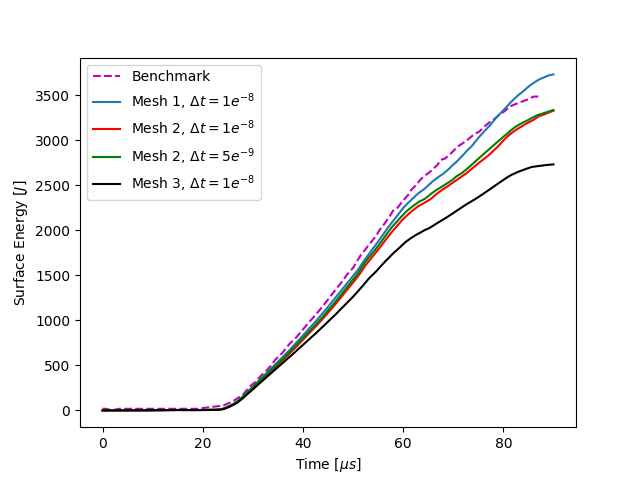 Benchmark
Mesh 1, Δt = 1e⁻⁸
Mesh 2, Δt = 1e⁻⁸
Mesh 2, Δt = 5e⁻⁹
Mesh 3, Δt = 1e⁻⁸
3500
3000
2500
2000
1500
1000
500
0
Surface Energy [J]
0 20 40 60 80
Time [μs]